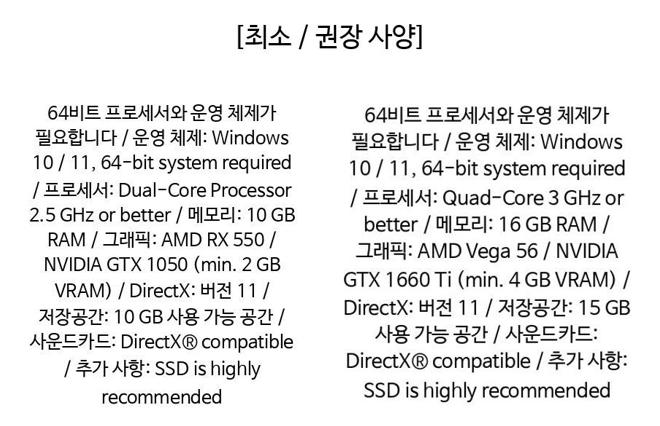 [최소 / 권장 사양]
64비트 프로세서와 운영 체제가
필요합니다 / 운영 체제: Windows
10 / 11, 64-bit system required
/ 프로세서: Dual-Core Processor
2.5 GHz or better / 메모리: 10 GB
RAM / 그래픽: AMD RX 550 /
NVIDIA GTX 1050 (min. 2 GB
VRAM) / DirectX: 버전 11 /
저장공간: 10 GB 사용 가능 공간 /
사운드카드: DirectX® compatible
/ 추가 사항: SSD is highly
recommended
64비트 프로세서와 운영 체제가
필요합니다 / 운영 체제: Windows
10 / 11, 64-bit system required
/ 프로세서: Quad-Core 3 GHz or
better / 메모리: 16 GB RAM /
그래픽: AMD Vega 56 / NVIDIA
GTX 1660 Ti (min. 4 GB VRAM) /
DirectX: 버전 11 / 저장공간: 15 GB
사용 가능 공간 / 사운드카드:
DirectX® compatible / 추가 사항:
SSD is highly recommended